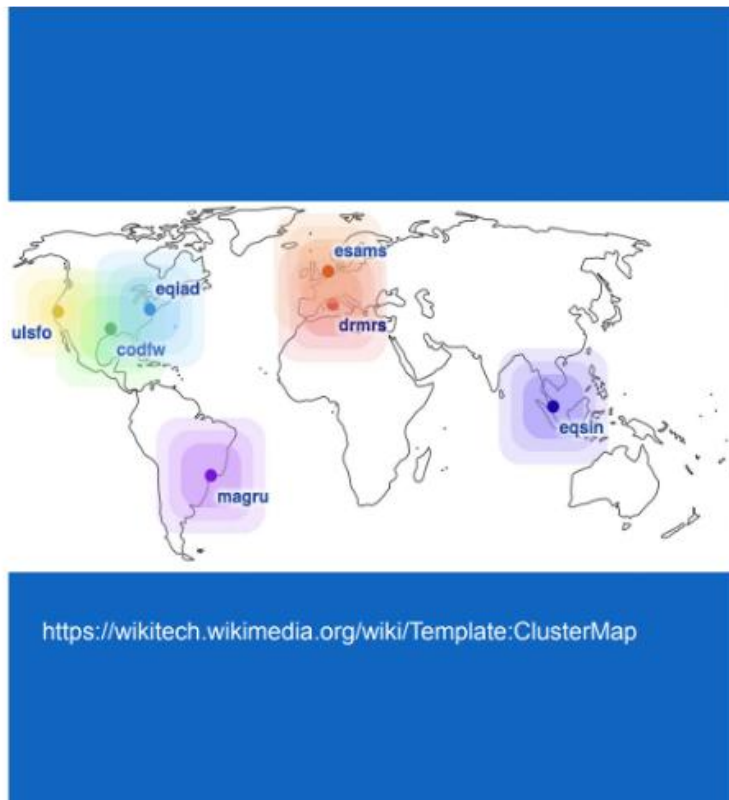 esams
eqiad
ulsfo
drmrs
codfw
eqsin
magru
https://wikitech.wikimedia.org/wiki/Template:ClusterMap